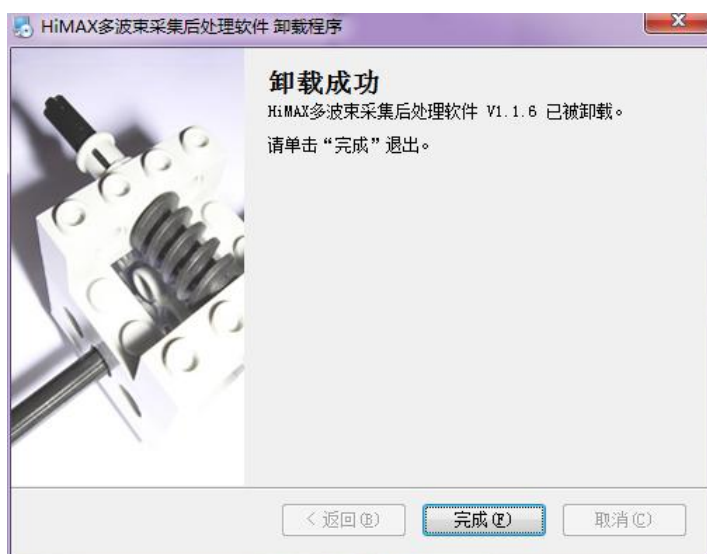 HiMAX多波束采集后处理软件 卸载程序
x
卸载成功
HiMAX多波束采集后处理软件 V1.1.6 已被卸载。
请单击“完成”退出。
< 返回(B)
完成(F)
取消(C)